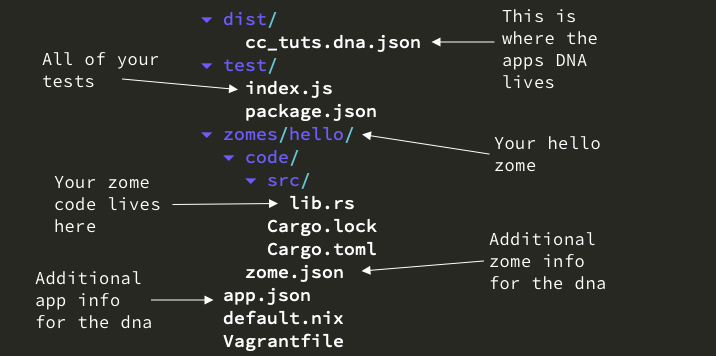 dist/
cc_tuts.dna.json
This is
where the
apps DNA
lives
All of your
tests
test/
index.js
package.json
zomes/hello/
Your hello
zome
code/
src/
Your zome
code lives
here
lib.rs
Cargo.lock
Cargo.toml
Additional
zome info
for the dna
zome.json
Additional
app info
for the dna
app.json
default.nix
Vagrantfile